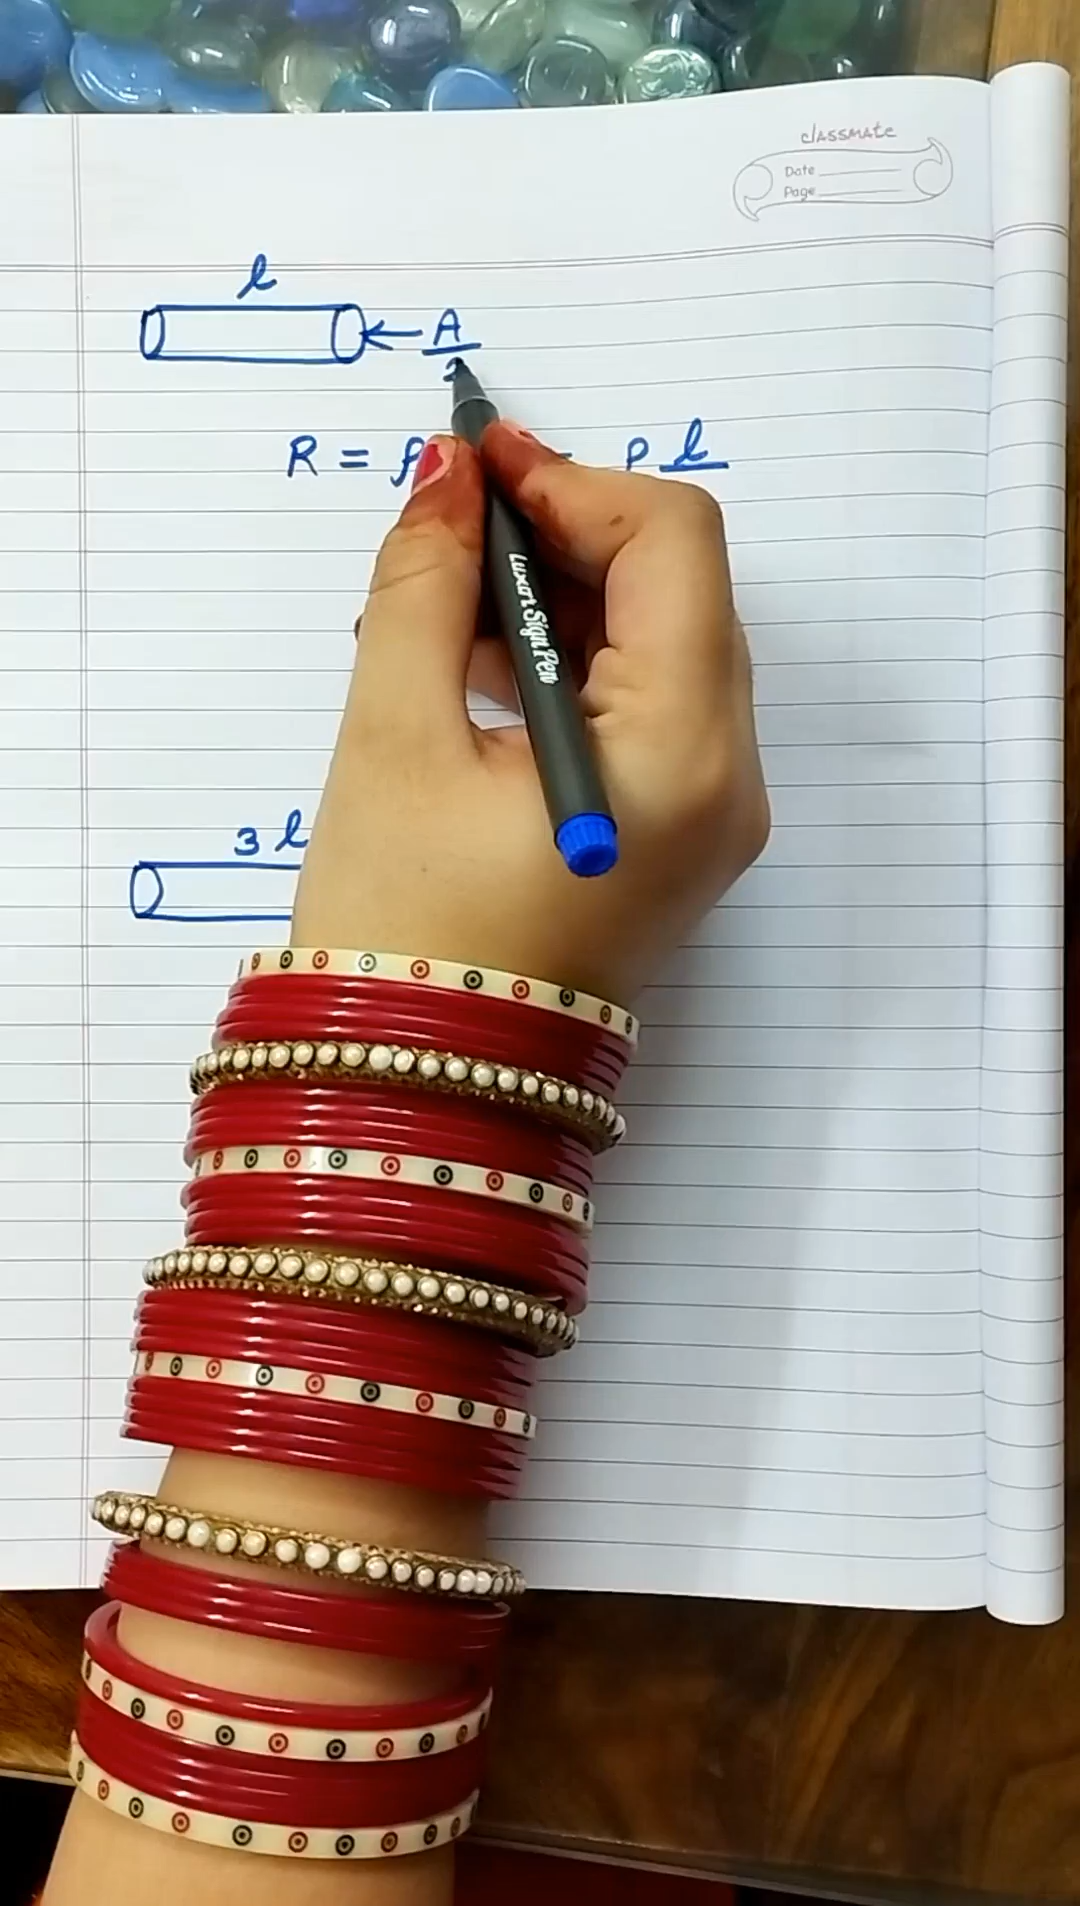 classmate
Date
Page
l
A
R = ρ = ρ l
Luxor Sign Pen
3 l